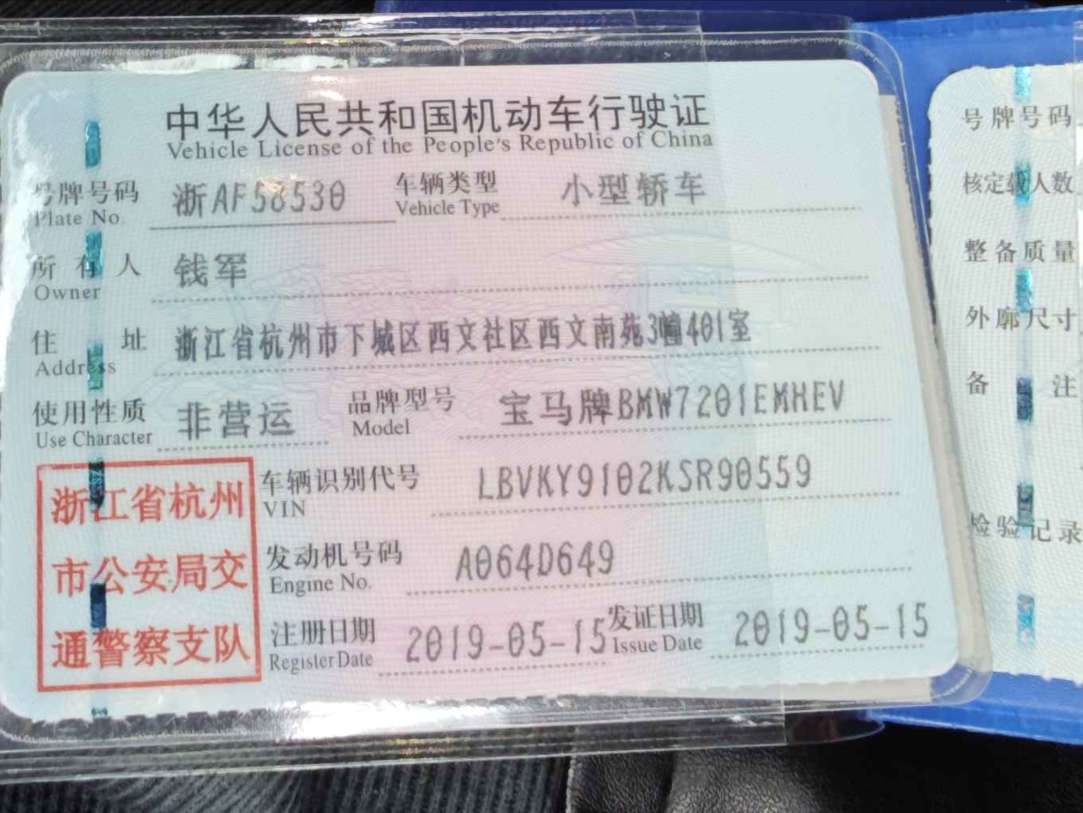 中华人民共和国机动车行驶证
Vehicle License of the People's Republic of China
号牌号码 浙AF58530 车辆类型 小型轿车
Plate No. Vehicle Type
所有人 钱军
Owner
住址 浙江省杭州市下城区西文社区西文南苑3幢401室
Address
使用性质 非营运 品牌型号 宝马牌BMW7201EMHEV
Use Character Model
浙江省杭州
市公安局交
通警察支队
车辆识别代号 LBVKY9102KSR90559
VIN
发动机号码 A064D649
Engine No.
注册日期 2019-05-15 发证日期 2019-05-15
Register Date Issue Date
号牌号码
核定载人数
整备质量
外廓尺寸
备注
检验记录